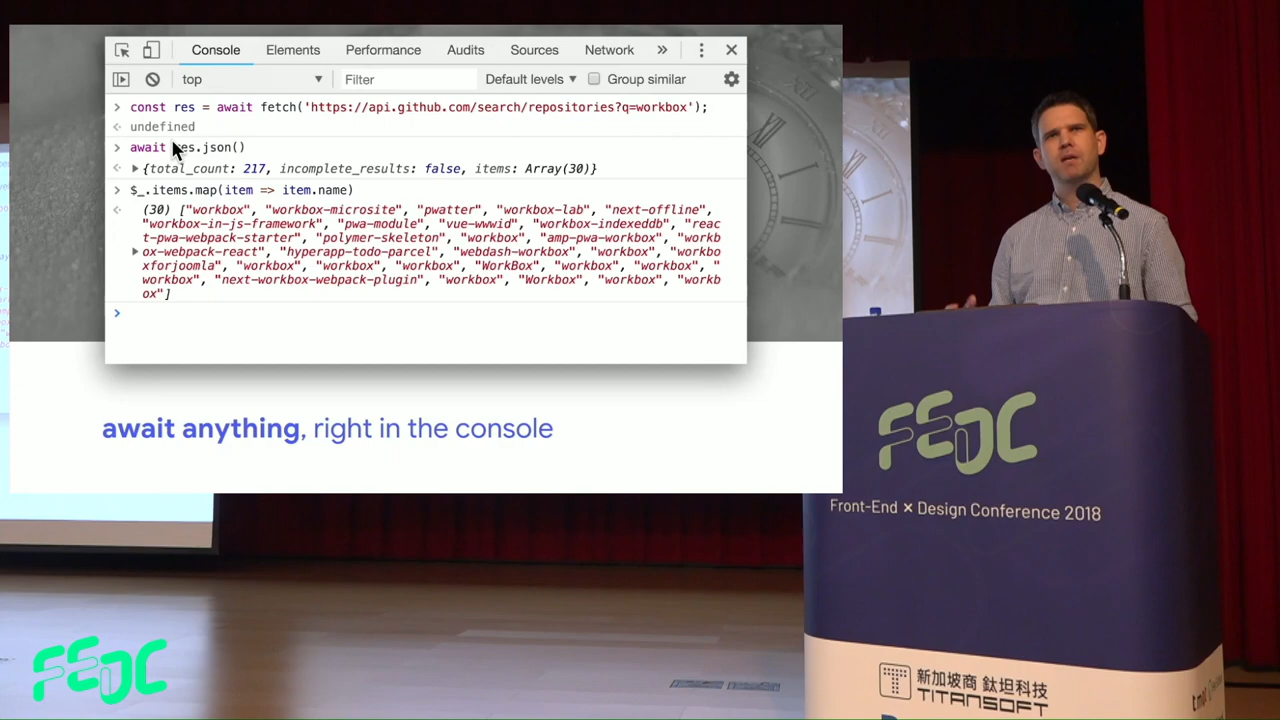 Console Elements Performance Audits Sources Network »
top Filter Default levels Group similar
const res = await fetch('https://api.github.com/search/repositories?q=workbox');
undefined
await res.json()
{total_count: 217, incomplete_results: false, items: Array(30)}
$_.items.map(item => item.name)
(30) ["workbox", "workbox-microsite", "pwatter", "workbox-lab", "next-offline",
"workbox-in-js-framework", "pwa-module", "vue-wwwid", "workbox-indexeddb", "reac
t-pwa-webpack-starter", "polymer-skeleton", "workbox", "amp-pwa-workbox", "workb
ox-webpack-react", "hyperapp-todo-parcel", "webdash-workbox", "workbox", "workbo
xforjoomla", "workbox", "workbox", "workbox", "WorkBox", "workbox", "workbox", "
workbox", "next-workbox-webpack-plugin", "workbox", "Workbox", "workbox", "workb
ox"]
await anything, right in the console
FEDC
Front-End × Design Conference 2018
新加坡商 鈦坦科技
TITANSOFT
FEDC